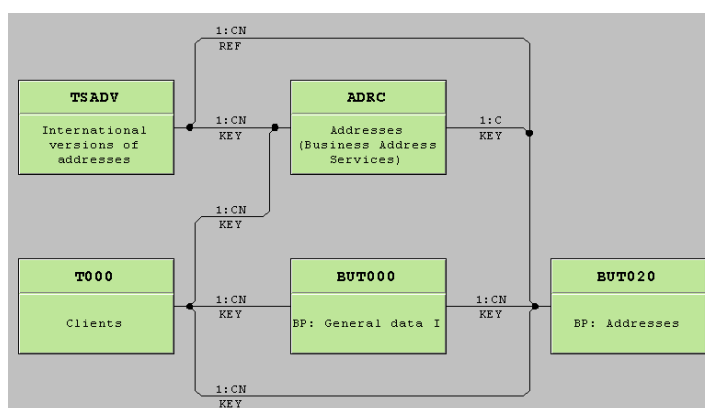 1:CN
REF
TSADV
International
versions of
addresses
1:CN
KEY
ADRC
Addresses
(Business Address
Services)
1:C
KEY
1:CN
KEY
T000
Clients
1:CN
KEY
BUT000
BP: General data I
1:CN
KEY
BUT020
BP: Addresses
1:CN
KEY